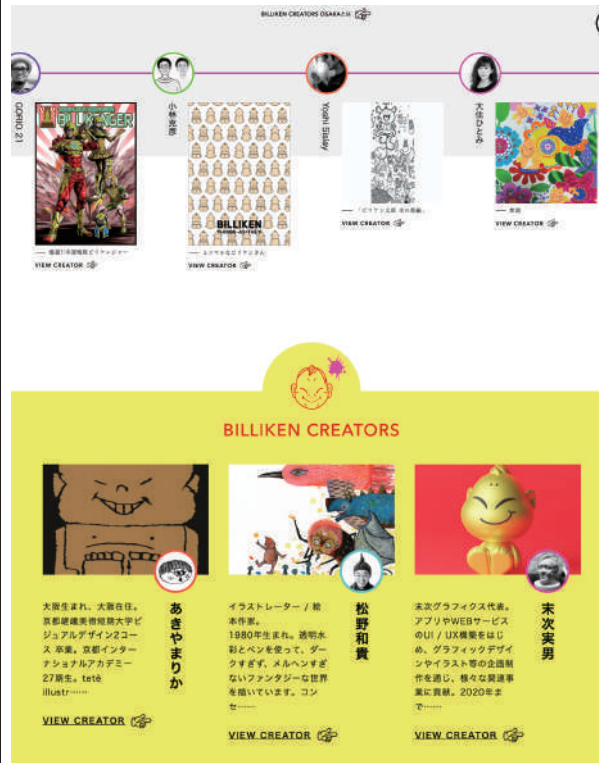 BILLIKEN CREATORS OSAKAとは
GORIO 21
小林克彦
Yoshi Sislay
大住ひとみ
BILLIKENGER
BILLIKEN
VIEW CREATOR
VIEW CREATOR
VIEW CREATOR
VIEW CREATOR
BILLIKEN CREATORS
大阪生まれ、大阪在住。
京都嵯峨美術短期大学ビ
ジュアルデザイン2コー
ス 卒業。京都インター
ナショナルアカデミー
27期生。teté
illustr……
あきやまりか
VIEW CREATOR
イラストレーター / 絵
本作家。
1980年生まれ。透明水
彩とペンを使って、ダー
クすぎず、メルヘンすぎ
ないファンタジーな世界
を描いています。コン
セ……
松野和貴
VIEW CREATOR
末次グラフィクス代表。
アプリやWEBサービス
のUI / UX構築をはじ
め、グラフィックデザイ
ンやイラスト等の企画制
作を通じ、様々な発達事
業に貢献。2020年ま
で……
末次実男
VIEW CREATOR